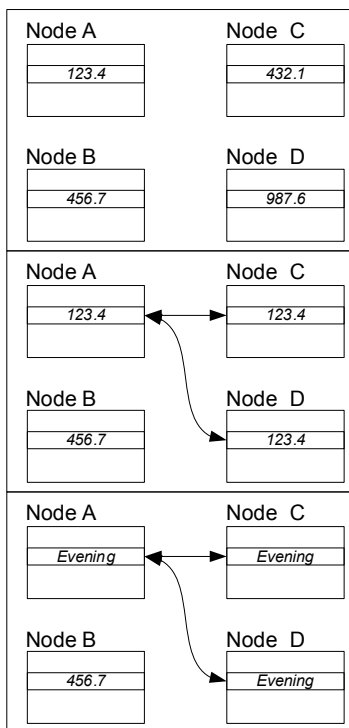 Node A Node C
123.4 432.1
Node B Node D
456.7 987.6
Node A Node C
123.4 123.4
Node B Node D
456.7 123.4
Node A Node C
Evening Evening
Node B Node D
456.7 Evening